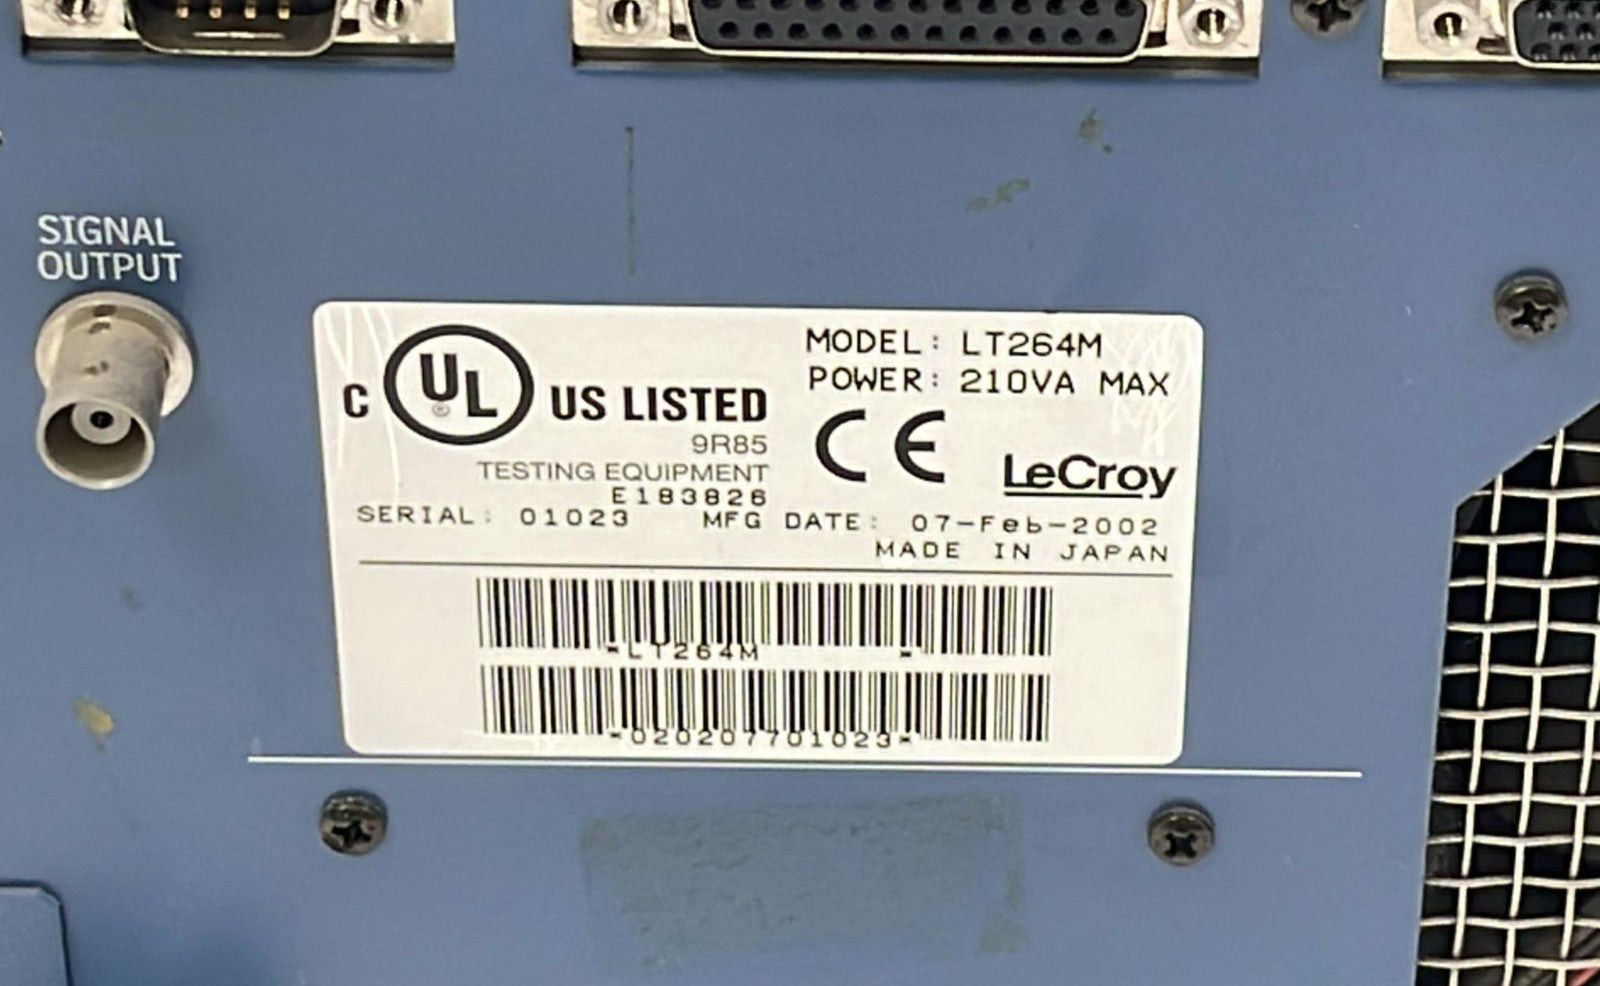 SIGNAL
OUTPUT
C UL ® US LISTED
9R85
TESTING EQUIPMENT
E183826
MODEL: LT264M
POWER: 210VA MAX
CE
LeCroy
SERIAL: 01023 MFG DATE: 07-Feb-2002
MADE IN JAPAN
-LT264M -
-020207701023-